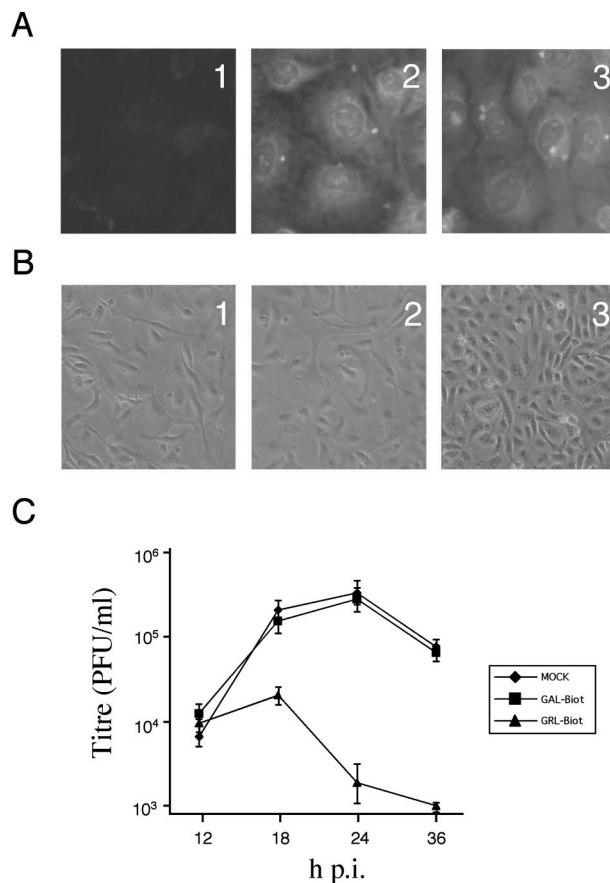 A
1 2 3
B
1 2 3
C
Titre (PFU/ml)
10⁶
10⁵
10⁴
10³
12 18 24 36
h p.i.
MOCK
GAL-Biot
GRL-Biot